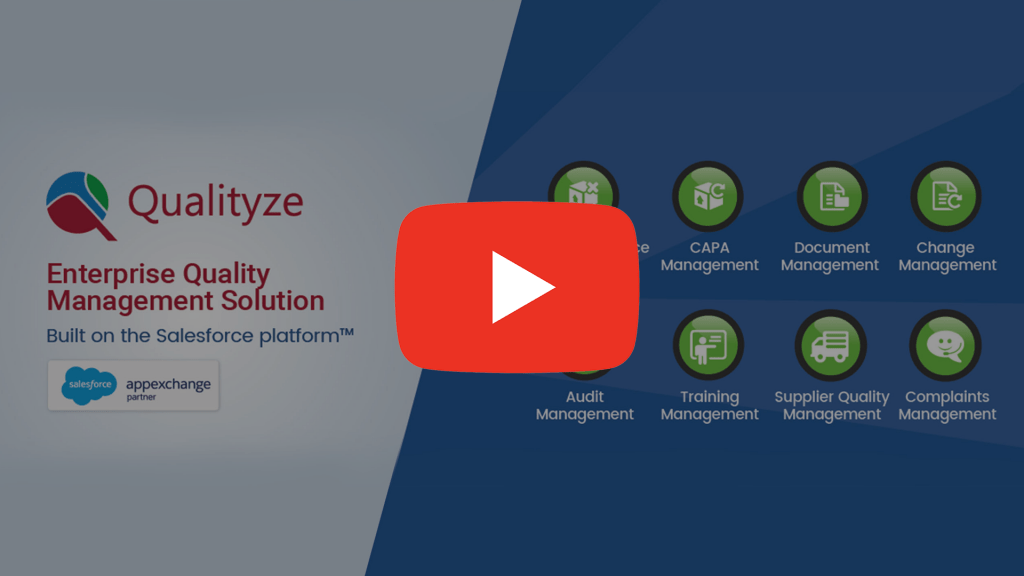 Qualityze
Enterprise Quality
Management Solution
Built on the Salesforce platform™
salesforce
appexchange
partner
CAPA
Management
Document
Management
Change
Management
Audit
Management
Training
Management
Supplier Quality
Management
Complaints
Management